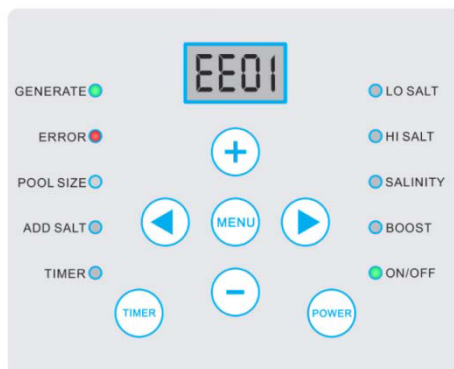 EE01
GENERATE
LO SALT
ERROR
HI SALT
POOL SIZE
SALINITY
ADD SALT
MENU
BOOST
TIMER
ON/OFF
TIMER
POWER